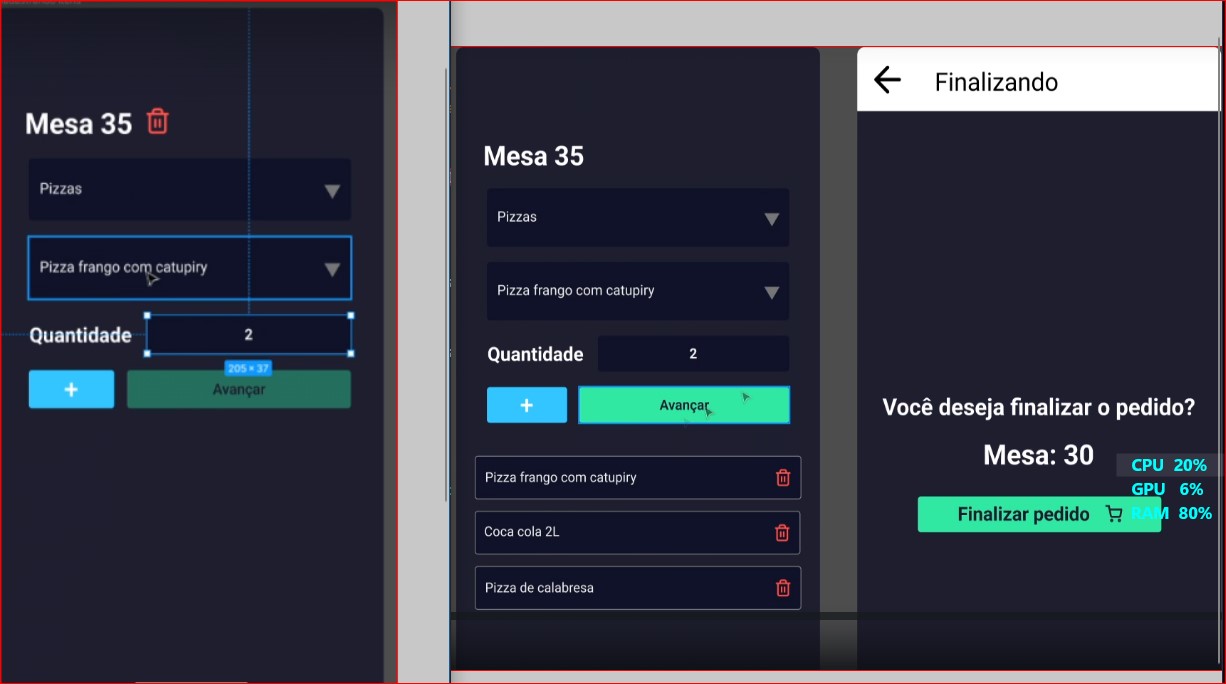 Mesa 35
Pizzas
Pizza frango com catupiry
Quantidade 2
205 × 37
+ Avançar
Mesa 35
Pizzas
Pizza frango com catupiry
Quantidade 2
+ Avançar
Pizza frango com catupiry
Coca cola 2L
Pizza de calabresa
Finalizando
Você deseja finalizar o pedido?
Mesa: 30
Finalizar pedido
CPU 20%
GPU 6%
RAM 80%